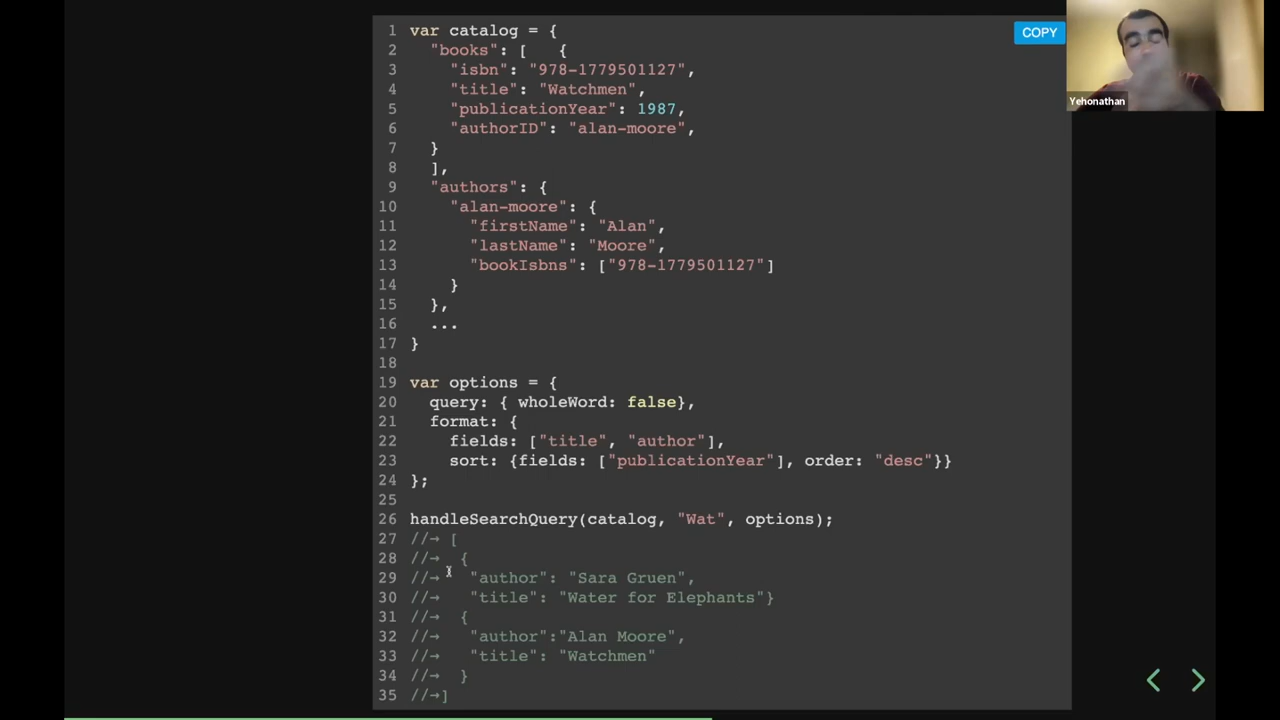 COPY
Yehonathan
1 var catalog = {
2 "books": [ {
3 "isbn": "978-1779501127",
4 "title": "Watchmen",
5 "publicationYear": 1987,
6 "authorID": "alan-moore",
7 }
8 ],
9 "authors": {
10 "alan-moore": {
11 "firstName": "Alan",
12 "lastName": "Moore",
13 "bookIsbns": ["978-1779501127"]
14 }
15 },
16 ...
17 }
18
19 var options = {
20 query: { wholeWord: false},
21 format: {
22 fields: ["title", "author"],
23 sort: {fields: ["publicationYear"], order: "desc"}}
24 };
25
26 handleSearchQuery(catalog, "Wat", options);
27 //→ [
28 //→ {
29 //→ "author": "Sara Gruen",
30 //→ "title": "Water for Elephants"}
31 //→ {
32 //→ "author":"Alan Moore",
33 //→ "title": "Watchmen"
34 //→ }
35 //→]